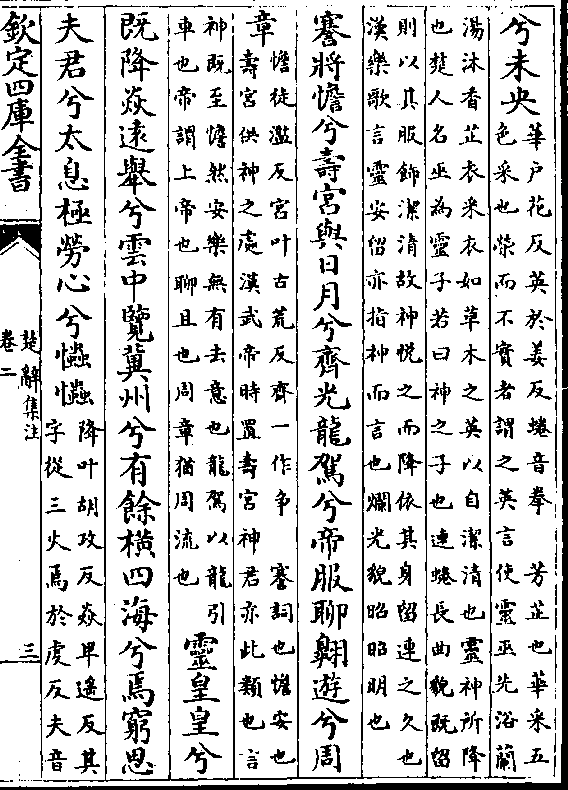 兮未央華戶花反英於姜反蜷音拳　芳芷也華采五
色采也榮而不實者謂之英言使靈巫先浴蘭
湯沐香芷衣采衣如草木之英以自潔清也靈神所降
也楚人名巫為靈子若曰神之子也連蜷長曲貌既留
則以其服飾潔清故神悅之而降依其身留連之久也
漢樂歌言靈安留亦指神而言也爛光貌昭昭明也
蹇將憺兮壽宮與日月兮齊光龍駕兮帝服聊翺遊兮周
章憺徒濫反宮叶古荒反齊一作爭　蹇詞也憺安也
壽宮供神之處漢武帝時置壽宮神君亦此類也言
神既至憺然安樂無有去意也龍駕以龍引
車也帝謂上帝也聊且也周章猶周流也
靈皇皇兮
既降猋遠舉兮雲中覽冀州兮有餘橫四海兮焉窮思
夫君兮太息極勞心兮㦕㦕降叶胡攻反猋卑遙反其
字從三火焉於虔反夫音
欽定四庫全書
楚辭集注
卷二
三